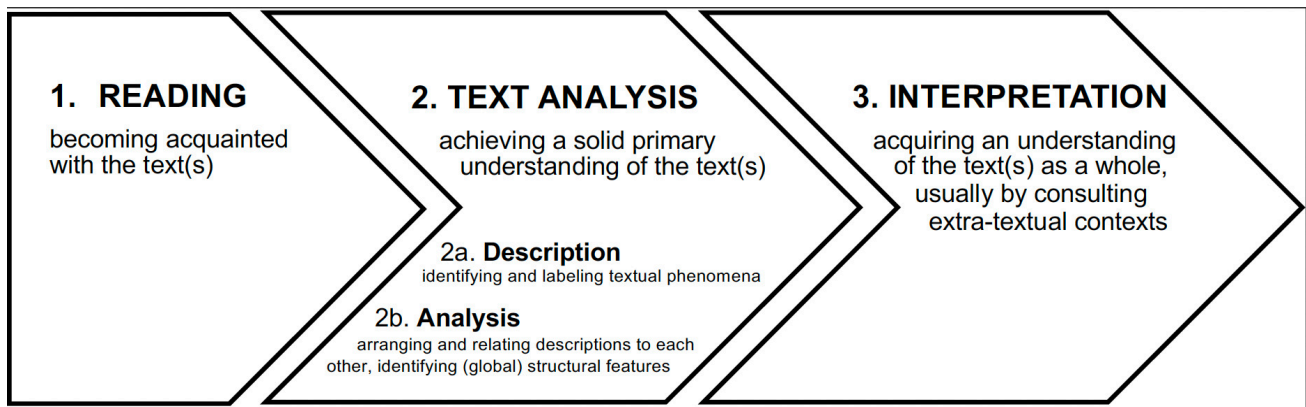 1. READING
becoming acquainted
with the text(s)
2. TEXT ANALYSIS
achieving a solid primary
understanding of the text(s)
2a. Description
identifying and labeling textual phenomena
2b. Analysis
arranging and relating descriptions to each
other, identifying (global) structural features
3. INTERPRETATION
acquiring an understanding
of the text(s) as a whole,
usually by consulting
extra-textual contexts